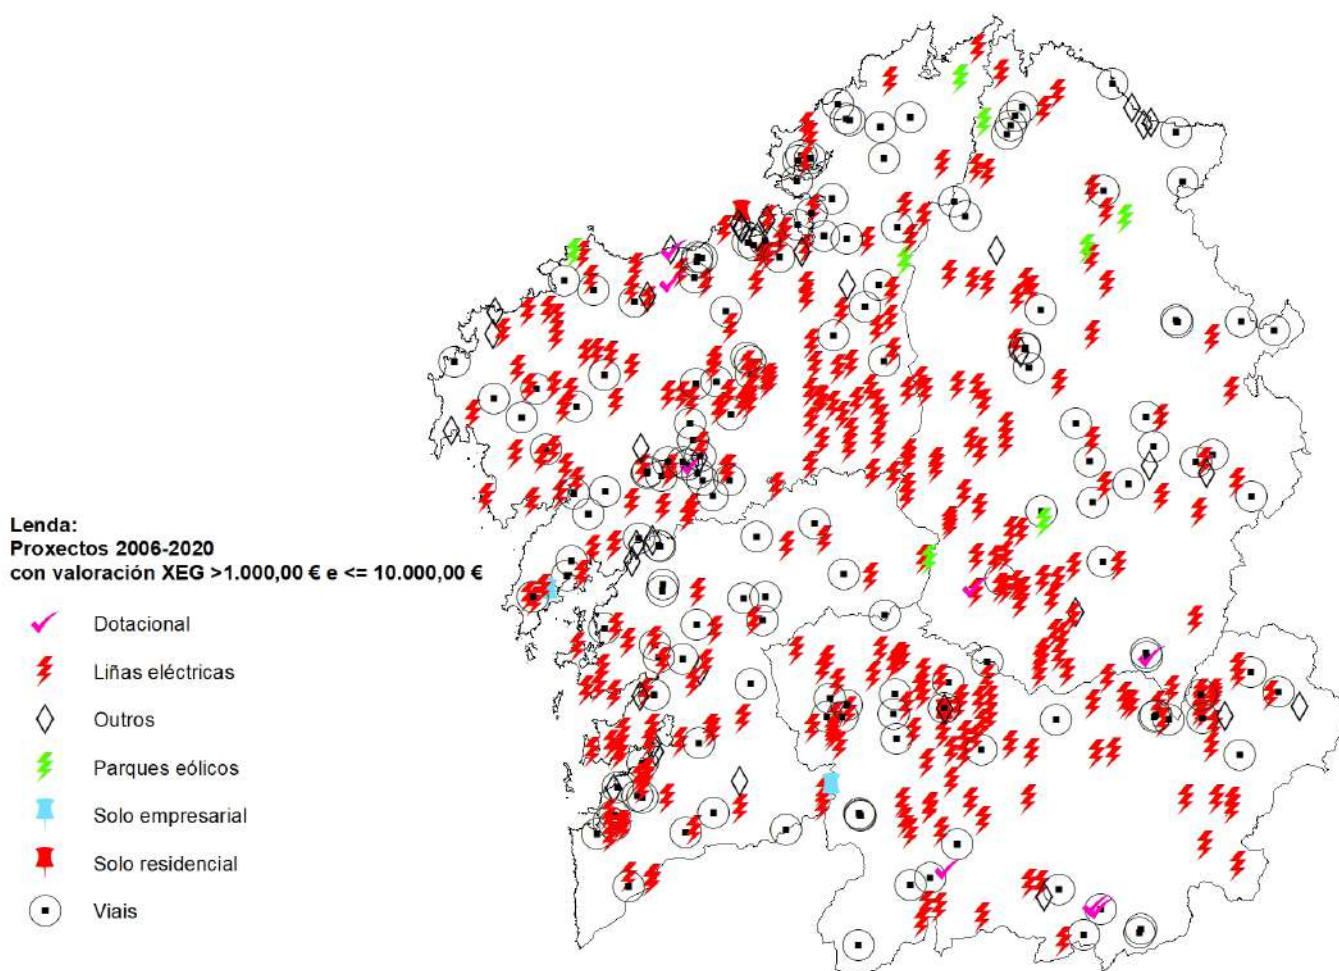 Lenda:
Proxectos 2006-2020
con valoración XEG >1.000,00 € e <= 10.000,00 €
Dotacional
Liñas eléctricas
Outros
Parques eólicos
Solo empresarial
Solo residencial
Viais